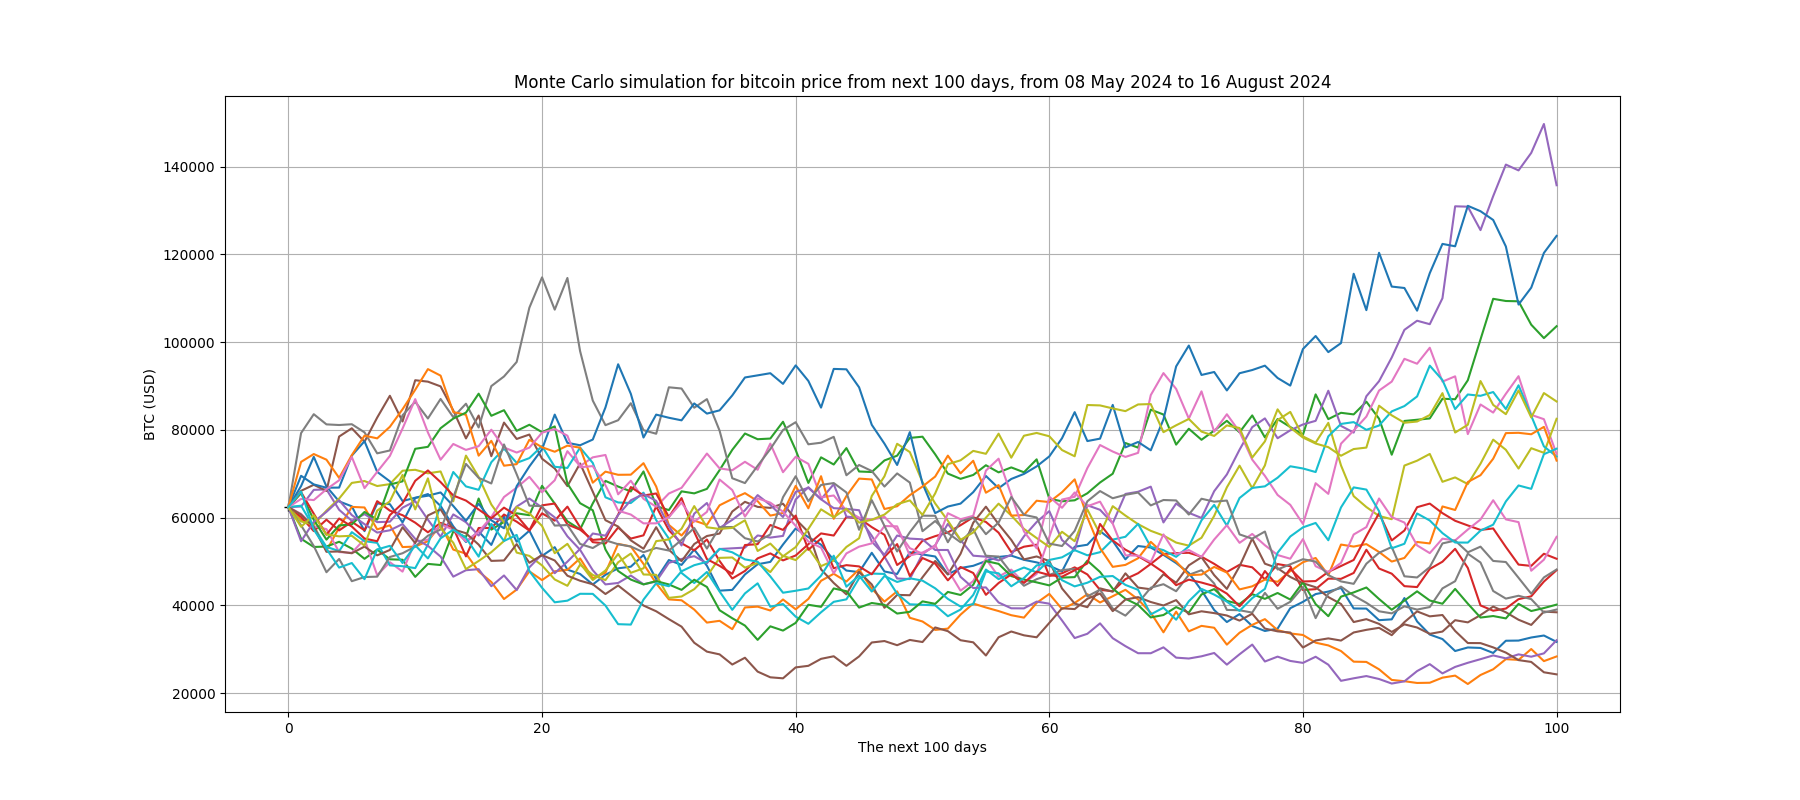 Monte Carlo simulation for bitcoin price from next 100 days, from 08 May 2024 to 16 August 2024
140000
120000
100000
80000
60000
40000
20000
BTC (USD)
0 20 40 60 80 100
The next 100 days